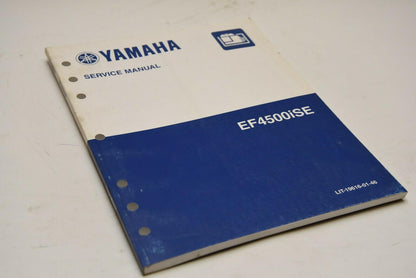 YAMAHA
SERVICE MANUAL
EF4500iSE
LIT-19616-01-46